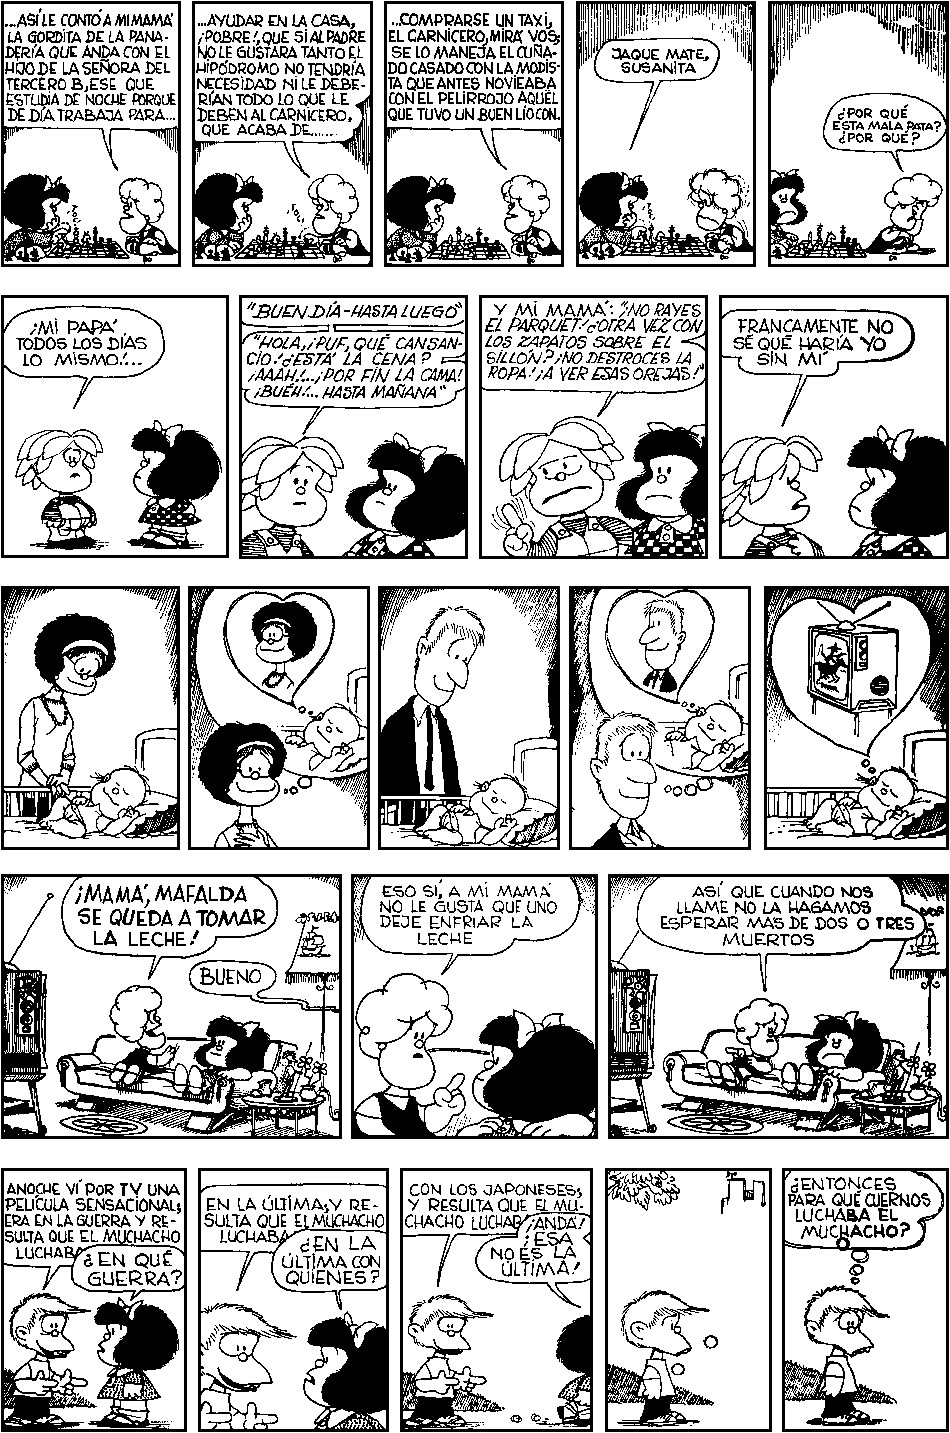 ...ASÍ LE CONTÓ A MI MAMÁ
LA GORDITA DE LA PANA-
DERÍA QUE ANDA CON EL
HIJO DE LA SEÑORA DEL
TERCERO B, ESE QUE
ESTUDIA DE NOCHE PORQUE
DE DÍA TRABAJA PARA...
...AYUDAR EN LA CASA,
¡POBRE!, QUE SI AL PADRE
NO LE GUSTARA TANTO EL
HIPÓDROMO NO TENDRÍA
NECESIDAD NI LE DEBE-
RÍAN TODO LO QUE LE
DEBEN AL CARNICERO,
QUE ACABA DE.......
...COMPRARSE UN TAXI,
EL CARNICERO, MIRÁ VOS;
SE LO MANEJA EL CUÑA-
DO CASADO CON LA MODIS-
TA QUE ANTES NOVIEABA
CON EL PELIRROJO AQUÉL
QUE TUVO UN BUEN LÍO CON.
JAQUE MATE,
SUSANITA
¿POR QUÉ
ESTA MALA PATA?
¿POR QUÉ?
¡MI PAPÁ
TODOS LOS DÍAS
LO MISMO!...
"BUEN DÍA-HASTA LUEGO"
"HOLA, ¡PUF, QUÉ CANSAN-
CIO! ¿ESTÁ LA CENA?
¡AAAH!...¡POR FIN LA CAMA!
¡BUÉH!... HASTA MAÑANA"
Y MI MAMÁ: "¡NO RAYES
EL PARQUET! ¿OTRA VEZ CON
LOS ZAPATOS SOBRE EL
SILLÓN? ¡NO DESTROCES LA
ROPA! ¡A VER ESAS OREJAS!"
FRANCAMENTE NO
SÉ QUÉ HARÍA YO
SIN MÍ
¡MAMÁ, MAFALDA
SE QUEDA A TOMAR
LA LECHE!
BUENO
ESO SÍ, A MI MAMÁ
NO LE GUSTA QUE UNO
DEJE ENFRIAR LA
LECHE
ASÍ QUE CUANDO NOS
LLAME NO LA HAGAMOS
ESPERAR MAS DE DOS O TRES
MUERTOS
ANOCHE VÍ POR TV UNA
PELÍCULA SENSACIONAL;
ERA EN LA GUERRA Y RE-
SULTA QUE EL MUCHACHO
LUCHABA
¿EN QUÉ
GUERRA?
EN LA ÚLTIMA, Y RE-
SULTA QUE EL MUCHACHO
LUCHABA
¿EN LA
ÚLTIMA CON
QUIENES?
CON LOS JAPONESES,
Y RESULTA QUE EL MU-
CHACHO LUCHAB
¡ANDÁ!
¡ESA
NO ES LA
ÚLTIMA!
¿ENTONCES
PARA QUÉ CUERNOS
LUCHABA EL
MUCHACHO?